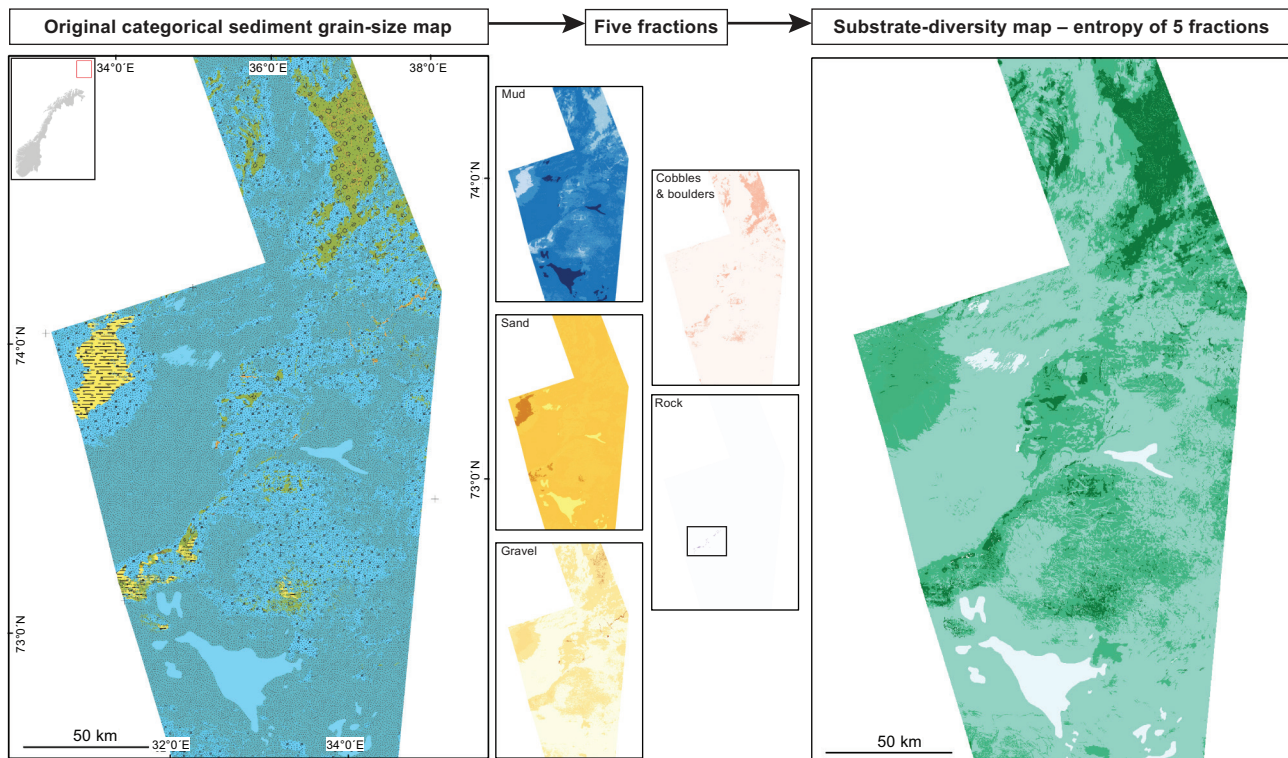 Original categorical sediment grain-size map
Five fractions
Substrate-diversity map – entropy of 5 fractions
34°0´E
36°0´E
38°0´E
74°0´N
73°0´N
50 km
32°0´E
34°0´E
Mud
74°0´N
Sand
73°0´N
Gravel
Cobbles
& boulders
Rock
50 km